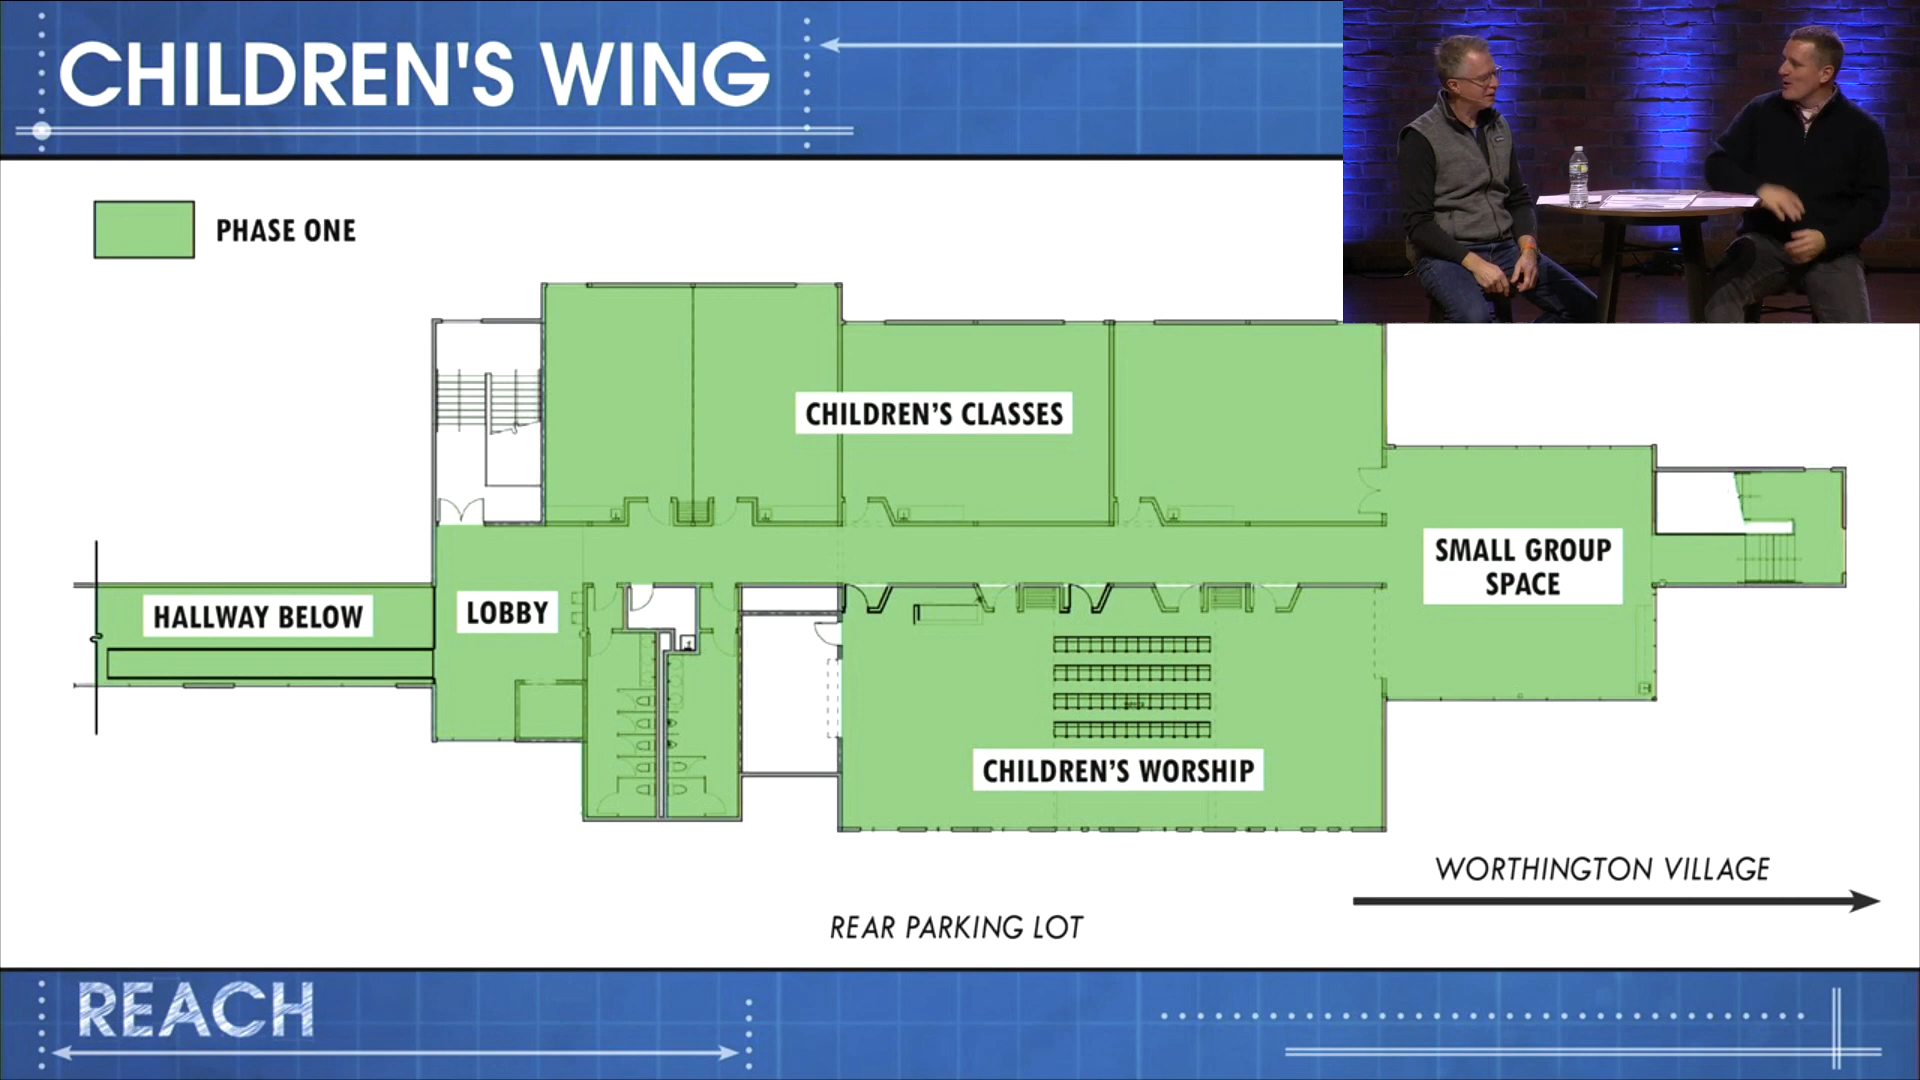 CHILDREN'S WING
PHASE ONE
CHILDREN'S CLASSES
SMALL GROUP
SPACE
HALLWAY BELOW
LOBBY
CHILDREN'S WORSHIP
WORTHINGTON VILLAGE
REAR PARKING LOT
REACH